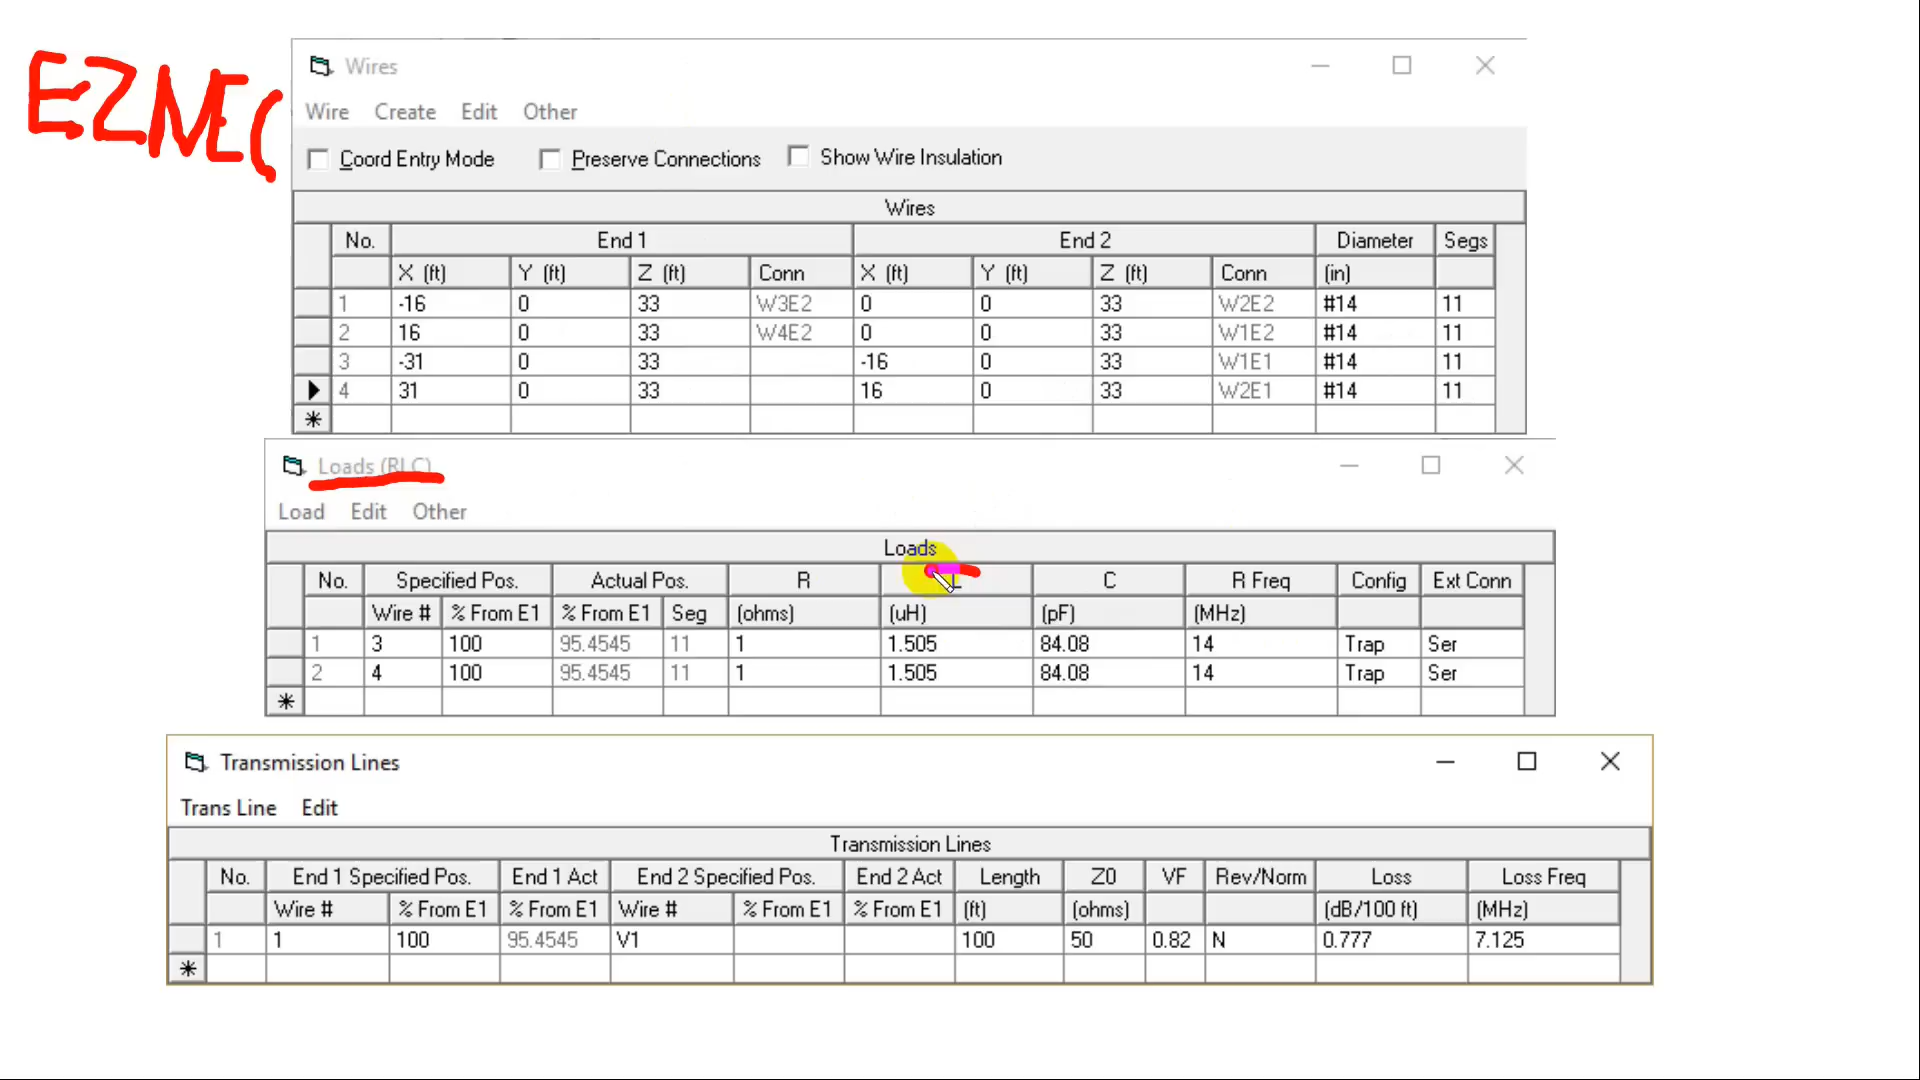 EZNEC
Wires
Wire Create Edit Other
Coord Entry Mode Preserve Connections Show Wire Insulation
Wires
No. End 1 End 2 Diameter Segs
X (ft) Y (ft) Z (ft) Conn X (ft) Y (ft) Z (ft) Conn (in)
1 -16 0 33 W3E2 0 0 33 W2E2 #14 11
2 16 0 33 W4E2 0 0 33 W1E2 #14 11
3 -31 0 33 -16 0 33 W1E1 #14 11
4 31 0 33 16 0 33 W2E1 #14 11
*
Loads (RLC)
Load Edit Other
Loads
No. Specified Pos. Actual Pos. R L C R Freq Config Ext Conn
Wire # % From E1 % From E1 Seg (ohms) (uH) (pF) (MHz)
1 3 100 95.4545 11 1 1.505 84.08 14 Trap Ser
2 4 100 95.4545 11 1 1.505 84.08 14 Trap Ser
*
Transmission Lines
Trans Line Edit
Transmission Lines
No. End 1 Specified Pos. End 1 Act End 2 Specified Pos. End 2 Act Length Z0 VF Rev/Norm Loss Loss Freq
Wire # % From E1 % From E1 Wire # % From E1 % From E1 (ft) (ohms) (dB/100 ft) (MHz)
1 1 100 95.4545 V1 100 50 0.82 N 0.777 7.125
*